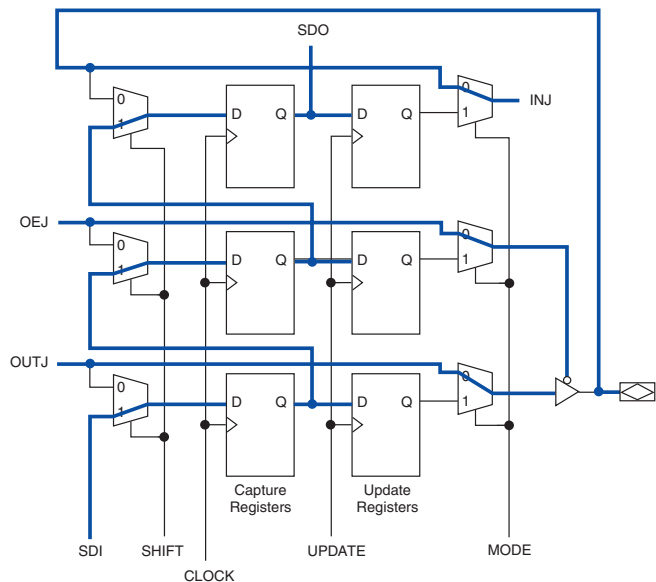 SDO
0
1
D Q
D Q
0
1
INJ
OEJ
0
1
D Q
D Q
0
1
OUTJ
0
1
D Q
D Q
0
1
Capture
Registers
Update
Registers
SDI
SHIFT
CLOCK
UPDATE
MODE